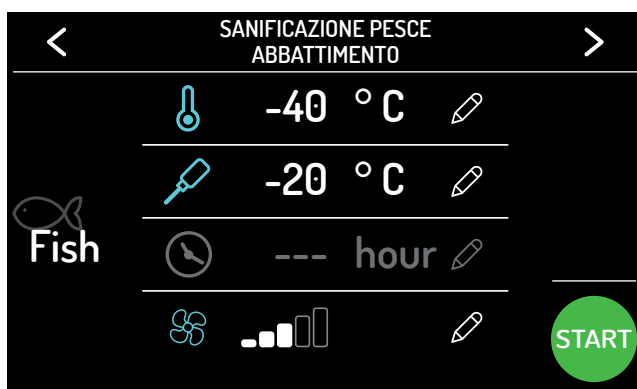 SANIFICAZIONE PESCE
ABBATTIMENTO
-40 °C
-20 °C
Fish
--- hour
START